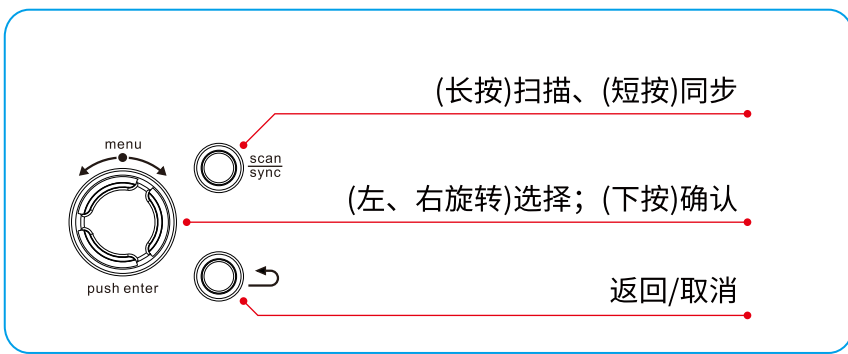 (长按)扫描、(短按)同步
menu
scan
sync
(左、右旋转)选择；(下按)确认
push enter
返回/取消